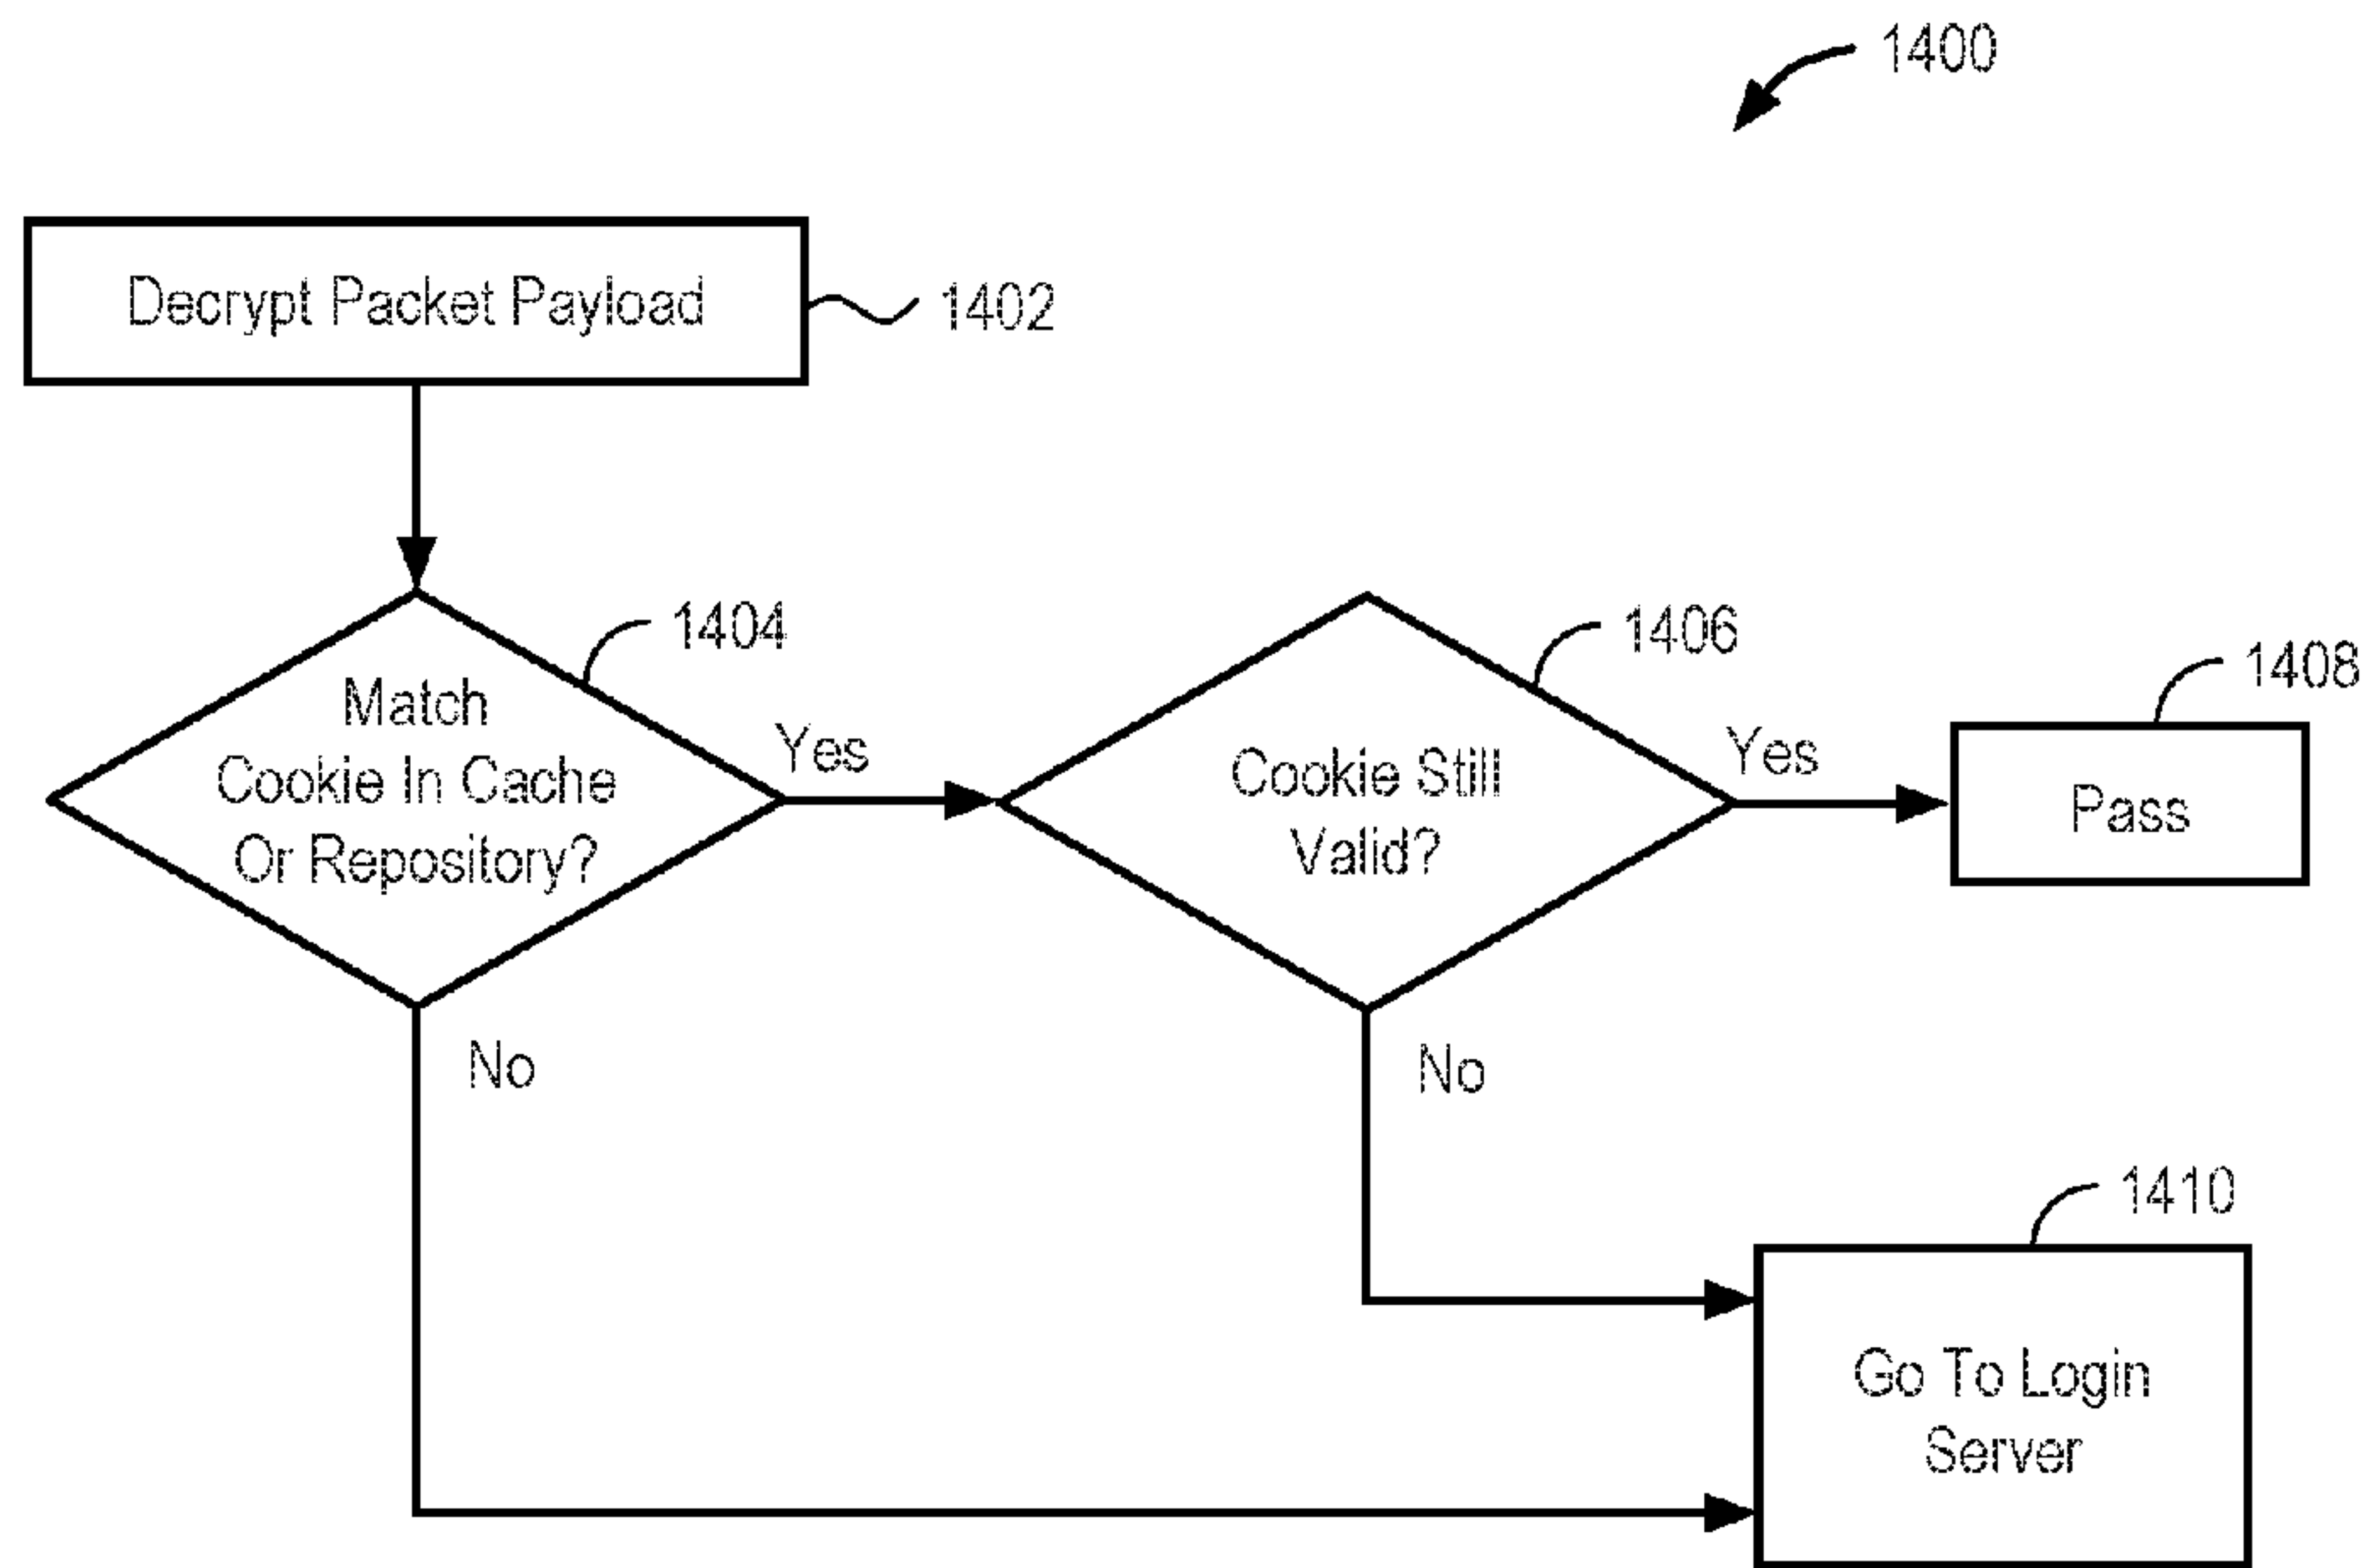 1400
Decrypt Packet Payload
1402
1404
Match
Cookie In Cache
Or Repository?
Yes
No
1406
Cookie Still
Valid?
Yes
No
1408
Pass
1410
Go To Login
Server